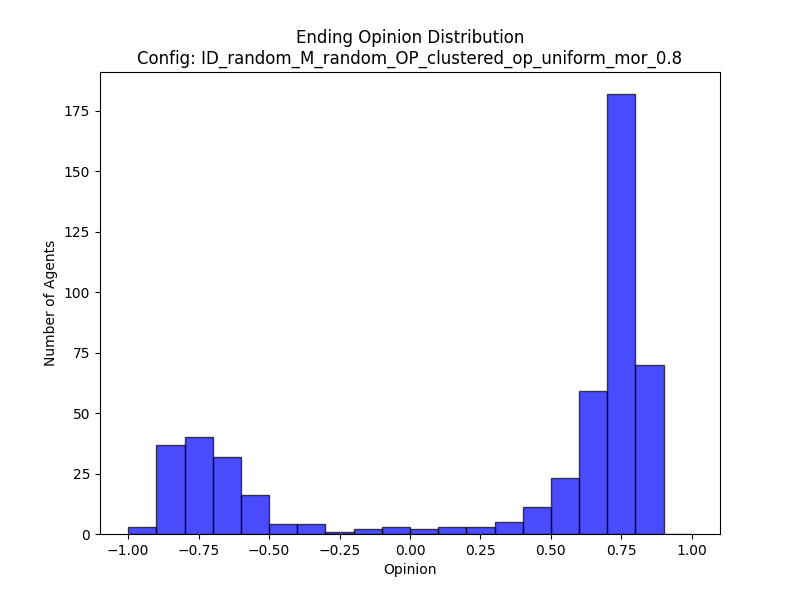 Ending Opinion Distribution
Config: ID_random_M_random_OP_clustered_op_uniform_mor_0.8
175
150
125
100
75
50
25
0
Number of Agents
−1.00 −0.75 −0.50 −0.25 0.00 0.25 0.50 0.75 1.00
Opinion